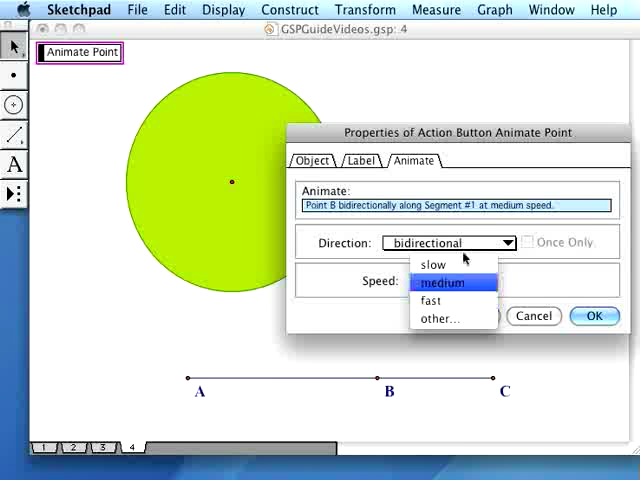 Sketchpad File Edit Display Construct Transform Measure Graph Window Help
GSPGuideVideos.gsp: 4
Animate Point
Properties of Action Button Animate Point
Object Label Animate
Animate:
Point B bidirectionally along Segment #1 at medium speed.
Direction: bidirectional Once Only
slow
Speed: medium
fast
other...
Cancel OK
A B C
A
1 2 3 4